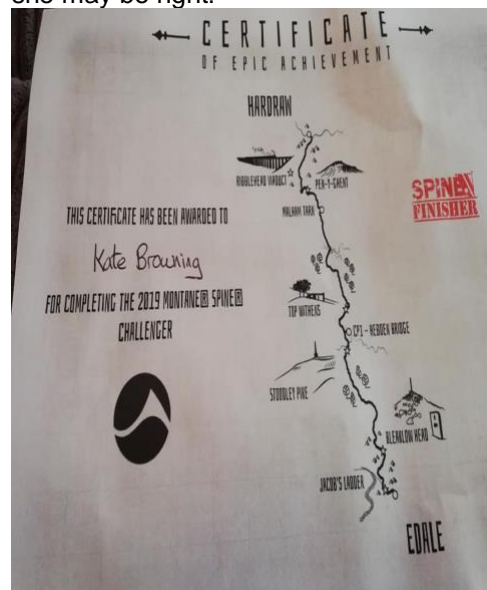 she may be right.
CERTIFICATE
OF EPIC ACHIEVEMENT
HARDRAW
RIBBLEHEAD VIADUCT
PEN-Y-GHENT
MALHAM TARN
SPINE
FINISHER
THIS CERTIFICATE HAS BEEN AWARDED TO
Kate Browning
FOR COMPLETING THE 2019 MONTANE® SPINE®
CHALLENGER
TOP WITHENS
CP1 - HEBDEN BRIDGE
STOODLEY PIKE
BLEAKLOW HEAD
JACOB'S LADDER
EDALE